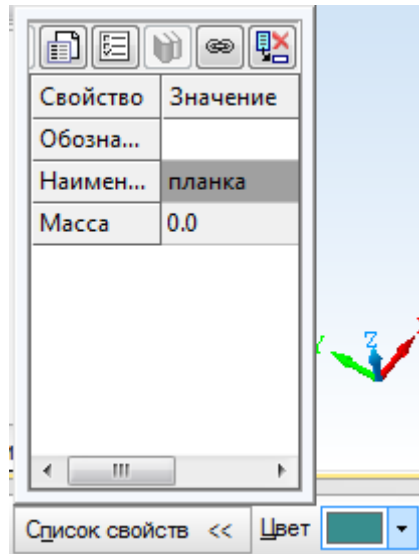 Свойство Значение
Обозна...
Наимен... планка
Масса 0.0
Z
Список свойств << Цвет